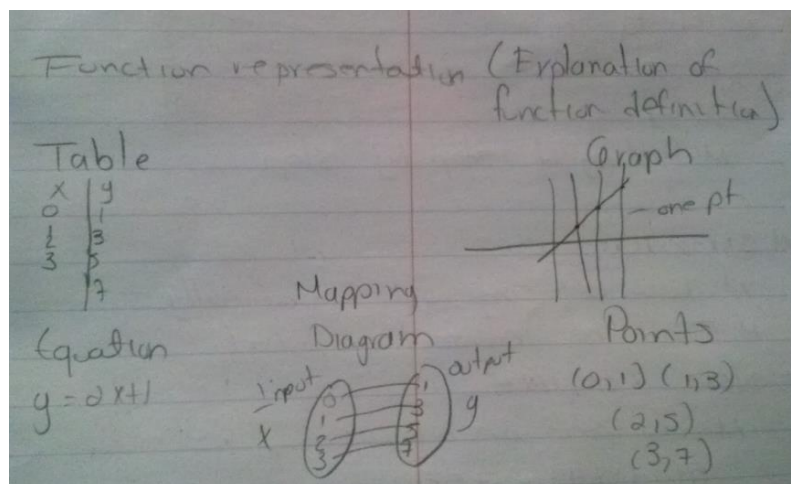 Function representation (Explanation of
function definition)
Table
Graph
x | y
0 1
1 3
2 5
3
7
one pt
Mapping
Diagram
Points
Equation
y = 2x+1
input
output
x
y
0 1
1 3
2 5
3 7
(0,1) (1,3)
(2,5)
(3,7)